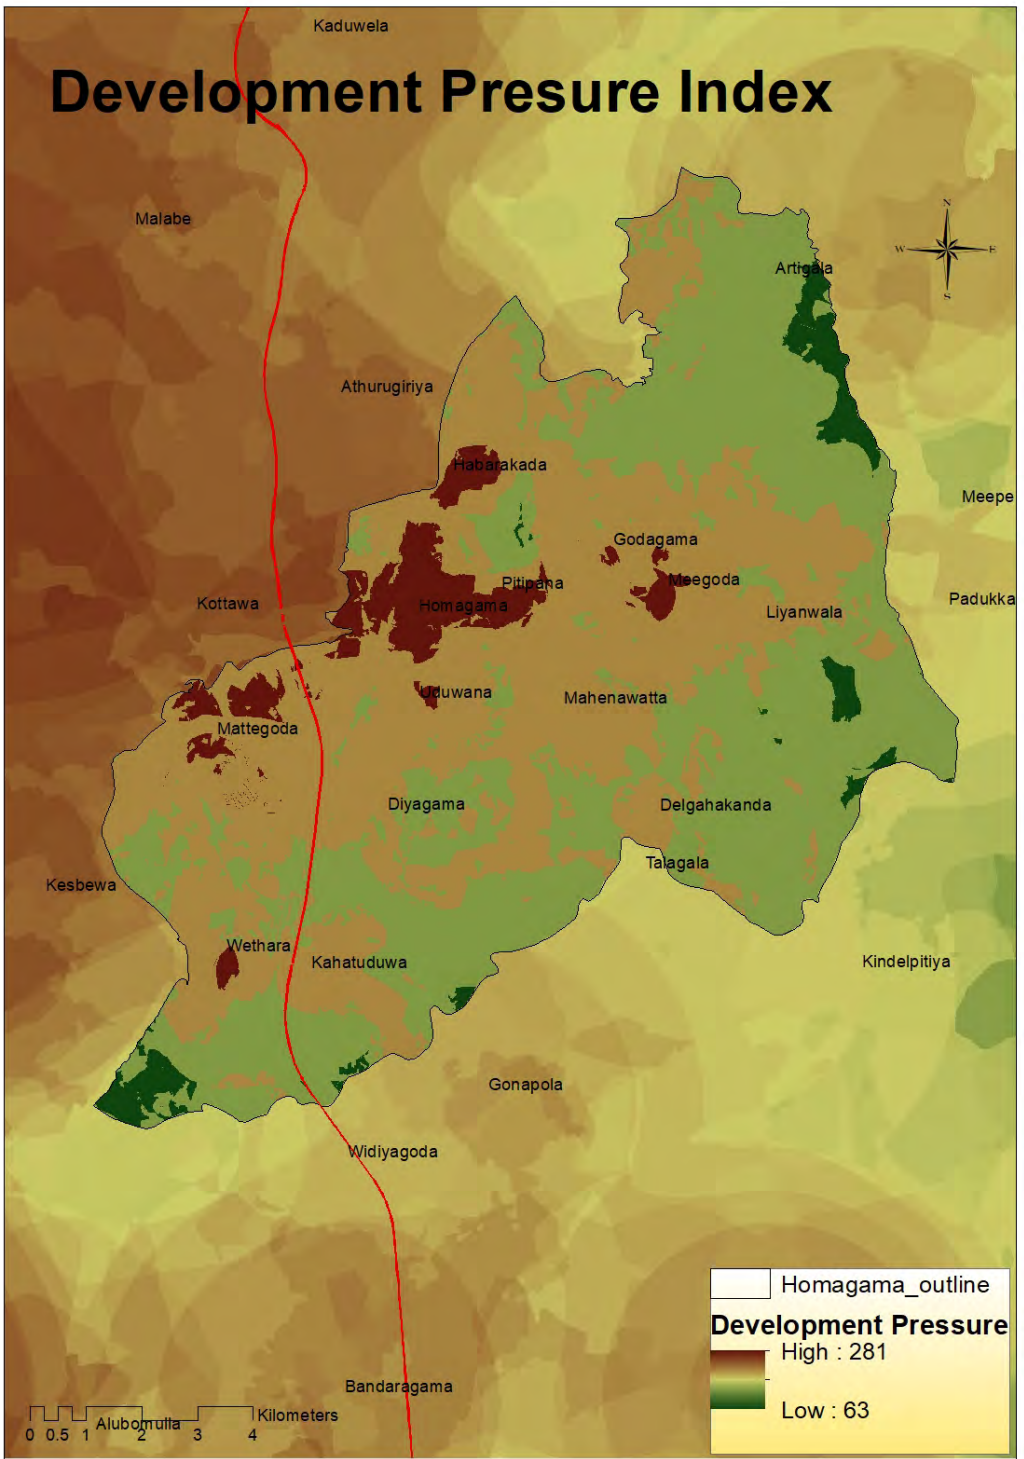 Kaduwela
Development Presure Index
Malabe
N
W E
S
Artigala
Athurugiriya
Habarakada
Meepe
Godagama
Pitipana
Meegoda
Kottawa
Homagama
Liyanwala
Padukka
Uduwana
Mahenawatta
Mattegoda
Diyagama
Delgahakanda
Talagala
Kesbewa
Wethara
Kahatuduwa
Kindelpitiya
Gonapola
Widiyagoda
Bandaragama
Alubomulla
Kilometers
0 0.5 1 2 3 4
Homagama_outline
Development Pressure
High : 281
Low : 63